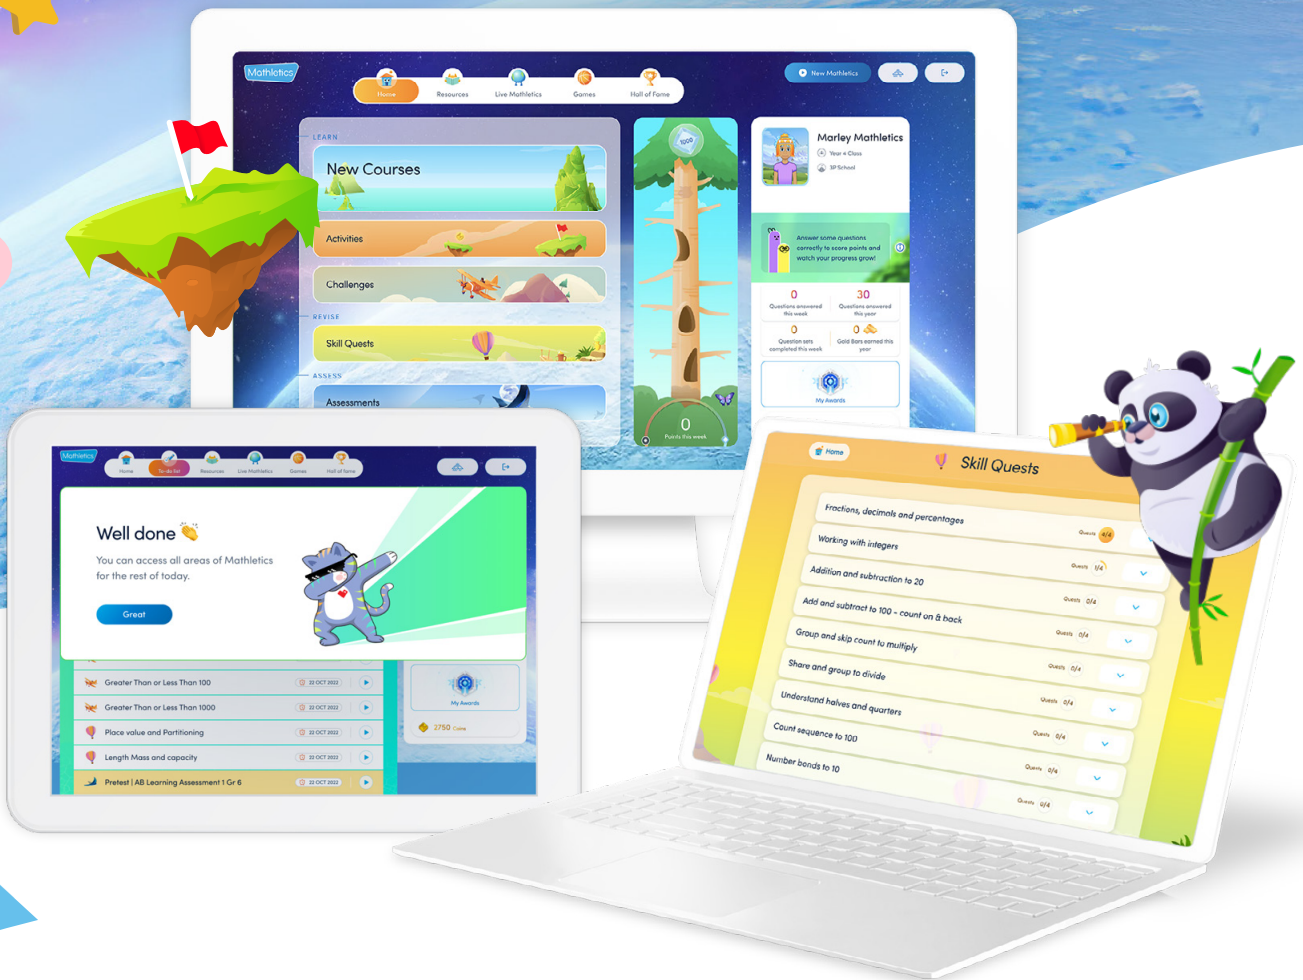 Mathletics
Home
Resources
Live Mathletics
Games
Hall of Fame
New Mathletics
LEARN
New Courses
Activities
Challenges
REVISE
Skill Quests
ASSESS
Assessments
1000
0
Points this week
Marley Mathletics
Year 4 Class
3P School
Answer some questions
correctly to score points and
watch your progress grow!
0
Questions answered
this week
30
Questions answered
this year
0
Question sets
completed this week
0
Gold Bars earned this
year
My Awards
Mathletics
Home
To-do list
Resources
Live Mathletics
Games
Hall of fame
Well done
You can access all areas of Mathletics
for the rest of today.
Great
Greater Than or Less Than 100
22 OCT 2022
Greater Than or Less Than 1000
22 OCT 2022
Place value and Partitioning
22 OCT 2022
Length Mass and capacity
22 OCT 2022
Pretest | AB Learning Assessment 1 Gr 6
22 OCT 2022
My Awards
2750 Coins
Home
Skill Quests
Fractions, decimals and percentages
Quests 4/4
Working with integers
Quests 1/4
Addition and subtraction to 20
Quests 0/4
Add and subtract to 100 - count on & back
Quests 0/4
Group and skip count to multiply
Quests 0/4
Share and group to divide
Quests 0/4
Understand halves and quarters
Quests 0/4
Count sequence to 100
Quests 0/4
Number bonds to 10
Quests 0/4